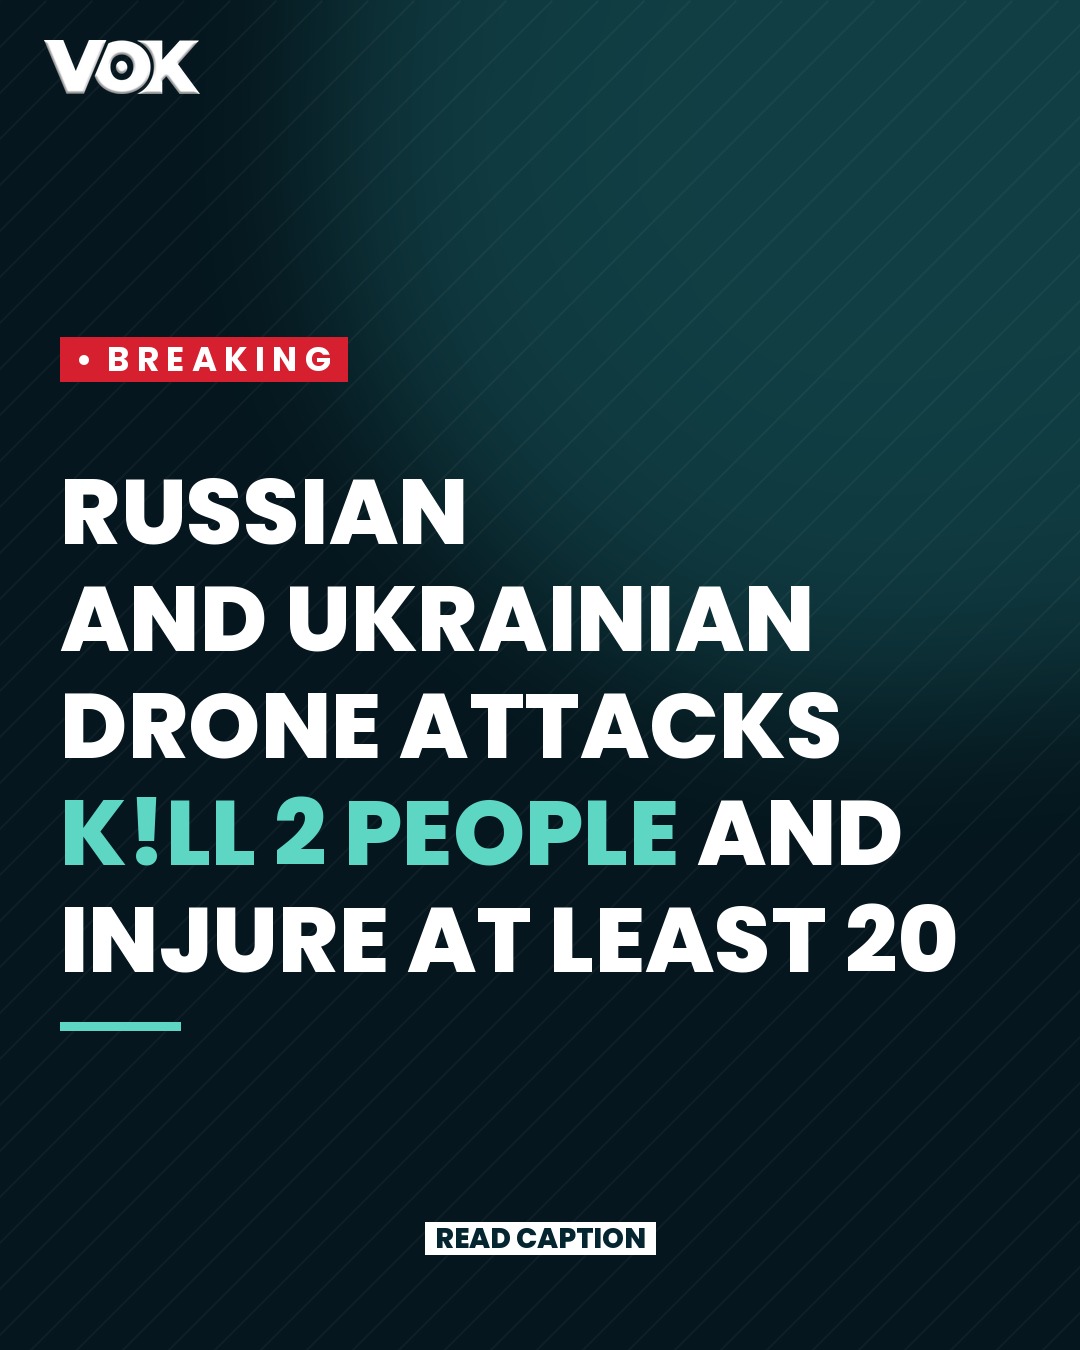 VOK
• BREAKING
RUSSIAN
AND UKRAINIAN
DRONE ATTACKS
K!LL 2 PEOPLE AND
INJURE AT LEAST 20
READ CAPTION